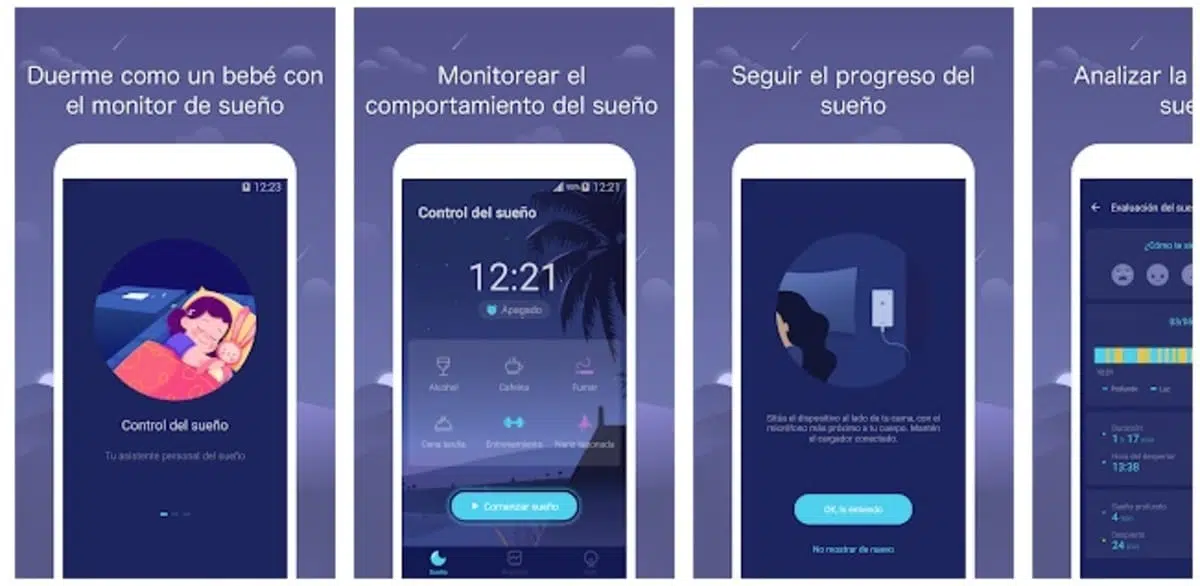 Duerme como un bebé con
el monitor de sueño
12:23
Control del sueño
Tu asistente personal del sueño
Monitorear el
comportamiento del sueño
12:21
Control del sueño
12:21
Apagado
Alcohol
Cafeína
Fumar
Cena tardía
Entrenamiento
Nariz taponada
Comenzar sueño
Sueño
Seguir el progreso del
sueño
Sitúa el dispositivo al lado de tu cama, con el
micrófono más próximo a tu cuerpo. Mantén
el cargador conectado.
OK, lo entiendo
No mostrar de nuevo
Analizar la
sue
Evaluación del sue
¿Cómo te sie
Profundo
Duración
1 h 17 min
Hora del despertar
13:38
Sueño profundo
4 min
Despierto
24 min